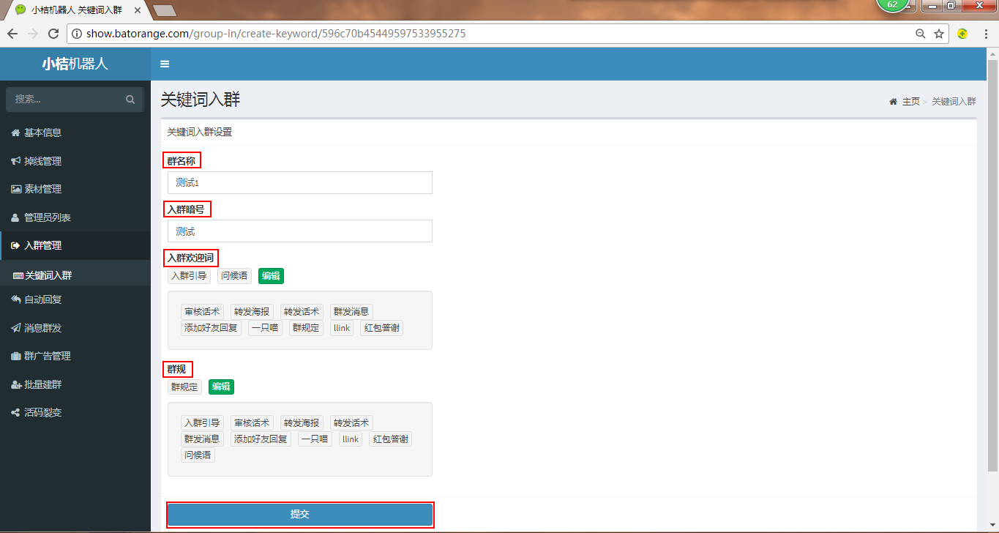 小桔机器人 关键词入群
62
show.batorange.com/group-in/create-keyword/596c70b45449597533955275
小桔机器人
搜索...
基本信息
掉线管理
素材管理
管理员列表
入群管理
关键词入群
自动回复
消息群发
群广告管理
批量建群
活码裂变
关键词入群
主页 > 关键词入群
关键词入群设置
群名称
测试1
入群暗号
测试
入群欢迎词
入群引导 问候语 编辑
审核话术 转发海报 转发话术 群发消息
添加好友回复 一只喵 群规定 llink 红包答谢
群规
群规定 编辑
入群引导 审核话术 转发海报 转发话术
群发消息 添加好友回复 一只喵 llink 红包答谢
问候语
提交